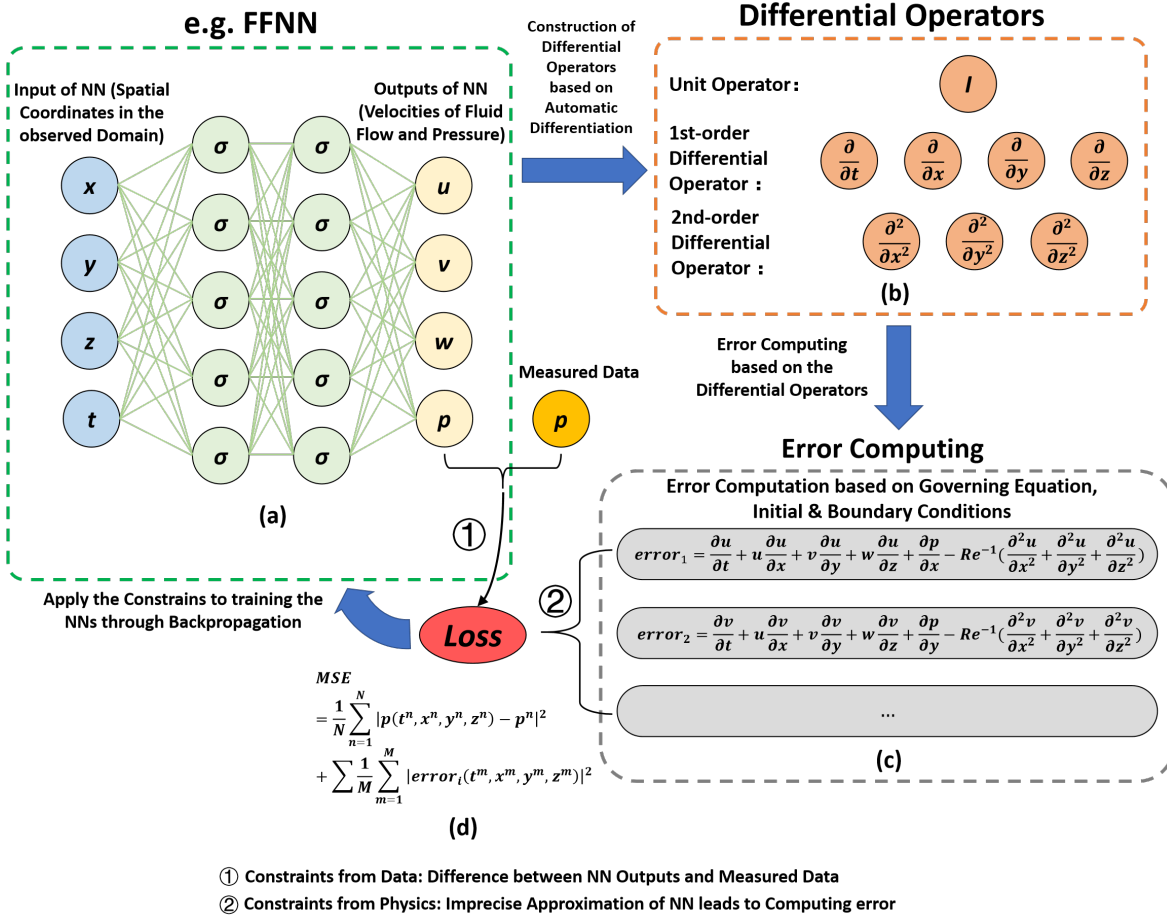 e.g. FFNN
Input of NN (Spatial
Coordinates in the
observed Domain)
Outputs of NN
(Velocities of Fluid
Flow and Pressure)
x
y
z
t
σ
σ
σ
σ
σ
σ
σ
σ
σ
σ
u
v
w
p
(a)
Construction of
Differential
Operators
based on
Automatic
Differentiation
Differential Operators
Unit Operator:
I
1st-order
Differential
Operator :
∂/∂t ∂/∂x ∂/∂y ∂/∂z
2nd-order
Differential
Operator :
∂²/∂x² ∂²/∂y² ∂²/∂z²
(b)
Error Computing
based on the
Differential Operators
Measured Data
p
Error Computing
Error Computation based on Governing Equation,
Initial & Boundary Conditions
error₁ = ∂u/∂t + u ∂u/∂x + v ∂u/∂y + w ∂u/∂z + ∂p/∂x − Re⁻¹(∂²u/∂x² + ∂²u/∂y² + ∂²u/∂z²)
error₂ = ∂v/∂t + u ∂v/∂x + v ∂v/∂y + w ∂v/∂z + ∂p/∂y − Re⁻¹(∂²v/∂x² + ∂²v/∂y² + ∂²v/∂z²)
...
(c)
①
②
Apply the Constrains to training the
NNs through Backpropagation
Loss
MSE
= 1/N ∑ₙ₌₁ᴺ |p(tⁿ, xⁿ, yⁿ, zⁿ) − pⁿ|²
+ ∑ 1/M ∑ₘ₌₁ᴹ |errorᵢ(tᵐ, xᵐ, yᵐ, zᵐ)|²
(d)
① Constraints from Data: Difference between NN Outputs and Measured Data
② Constraints from Physics: Imprecise Approximation of NN leads to Computing error